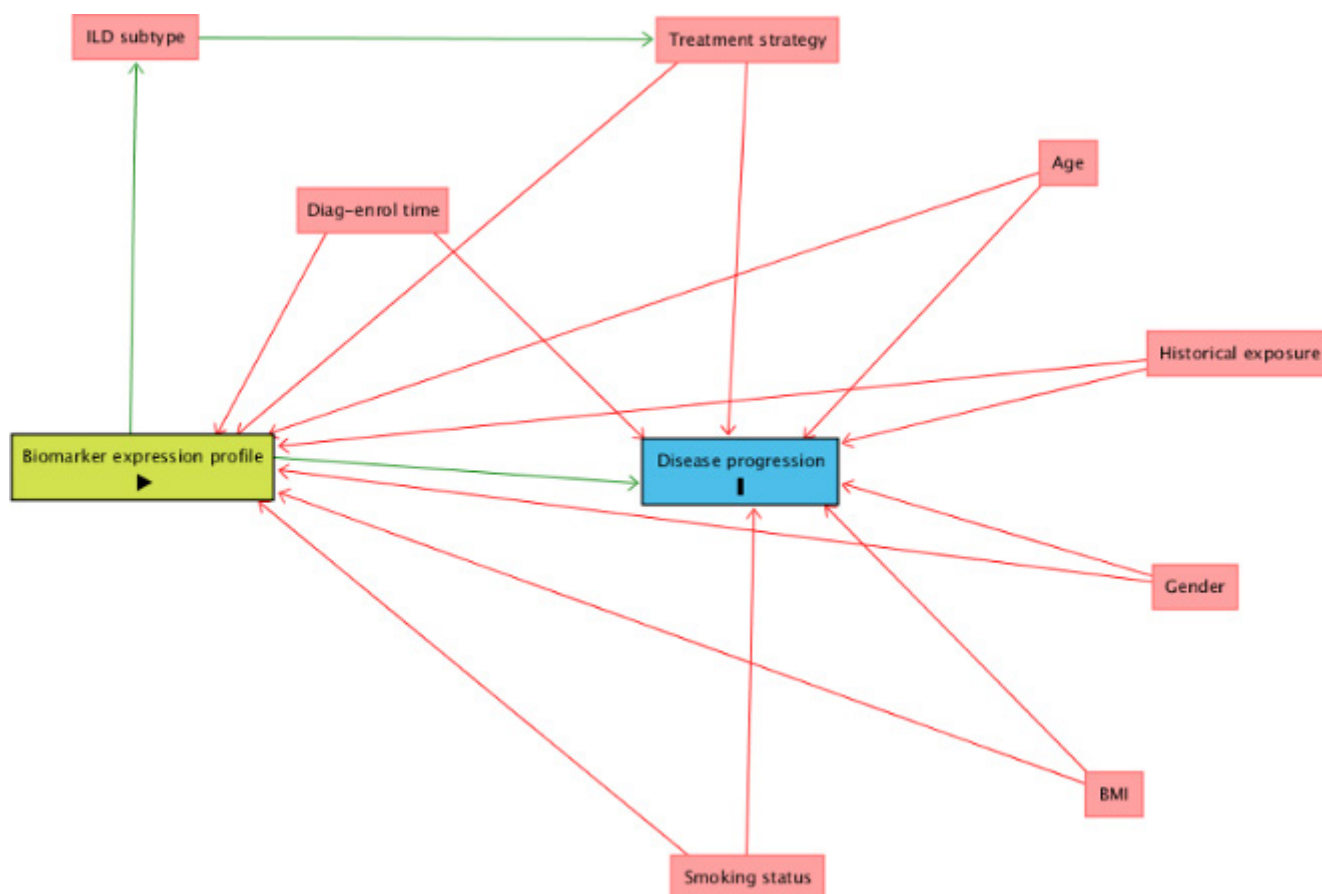 ILD subtype
Treatment strategy
Age
Diag-enrol time
Historical exposure
Biomarker expression profile
Disease progression
Gender
BMI
Smoking status